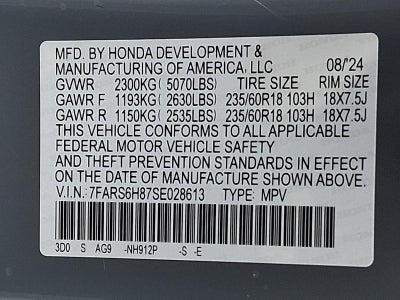 MFD. BY HONDA DEVELOPMENT &
MANUFACTURING OF AMERICA, LLC 08/'24
GVWR 2300KG( 5070LBS) TIRE SIZE RIM SIZE
GAWR F 1193KG( 2630LBS) 235/60R18 103H 18X7.5J
GAWR R 1150KG( 2535LBS) 235/60R18 103H 18X7.5J
THIS VEHICLE CONFORMS TO ALL APPLICABLE
FEDERAL MOTOR VEHICLE SAFETY
AND THEFT PREVENTION STANDARDS IN EFFECT
ON THE DATE OF MANUFACTURE SHOWN ABOVE.
V.I.N.: 7FARS6H87SE028613 TYPE: MPV
3D0 S AG9 -NH912P -S -E